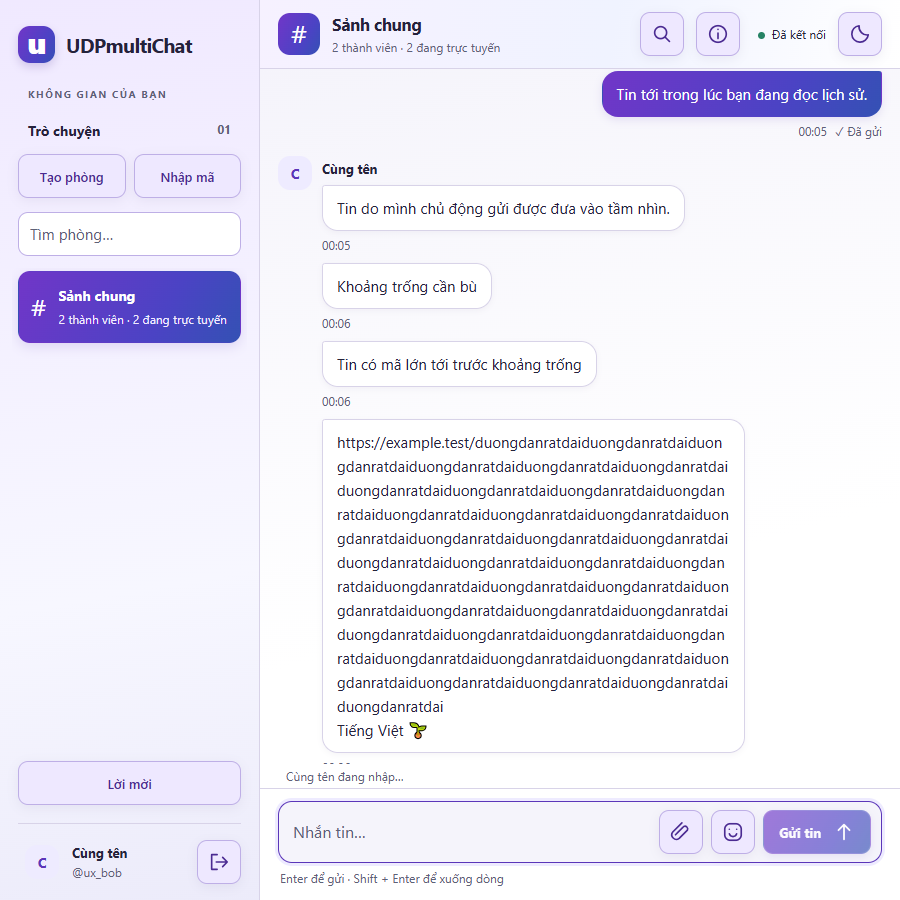 u UDPmultiChat
KHÔNG GIAN CỦA BẠN
Trò chuyện 01
Tạo phòng Nhập mã
Tìm phòng...
# Sảnh chung
2 thành viên · 2 đang trực tuyến
Lời mời
C Cùng tên
@ux_bob
# Sảnh chung
2 thành viên · 2 đang trực tuyến
Đã kết nối
Tin tới trong lúc bạn đang đọc lịch sử.
00:05 ✓ Đã gửi
C Cùng tên
Tin do mình chủ động gửi được đưa vào tầm nhìn.
00:05
Khoảng trống cần bù
00:06
Tin có mã lớn tới trước khoảng trống
00:06
https://example.test/duongdanratdaiduongdanratdaiduon
gdanratdaiduongdanratdaiduongdanratdaiduongdanratdai
duongdanratdaiduongdanratdaiduongdanratdaiduongdan
ratdaiduongdanratdaiduongdanratdaiduongdanratdaiduon
gdanratdaiduongdanratdaiduongdanratdaiduongdanratdai
duongdanratdaiduongdanratdaiduongdanratdaiduongdan
ratdaiduongdanratdaiduongdanratdaiduongdanratdaiduon
gdanratdaiduongdanratdaiduongdanratdaiduongdanratdai
duongdanratdaiduongdanratdaiduongdanratdaiduongdan
ratdaiduongdanratdaiduongdanratdaiduongdanratdaiduon
gdanratdaiduongdanratdaiduongdanratdaiduongdanratdai
duongdanratdai
Tiếng Việt 🌱
Cùng tên đang nhập...
Nhắn tin...
Gửi tin
Enter để gửi · Shift + Enter để xuống dòng